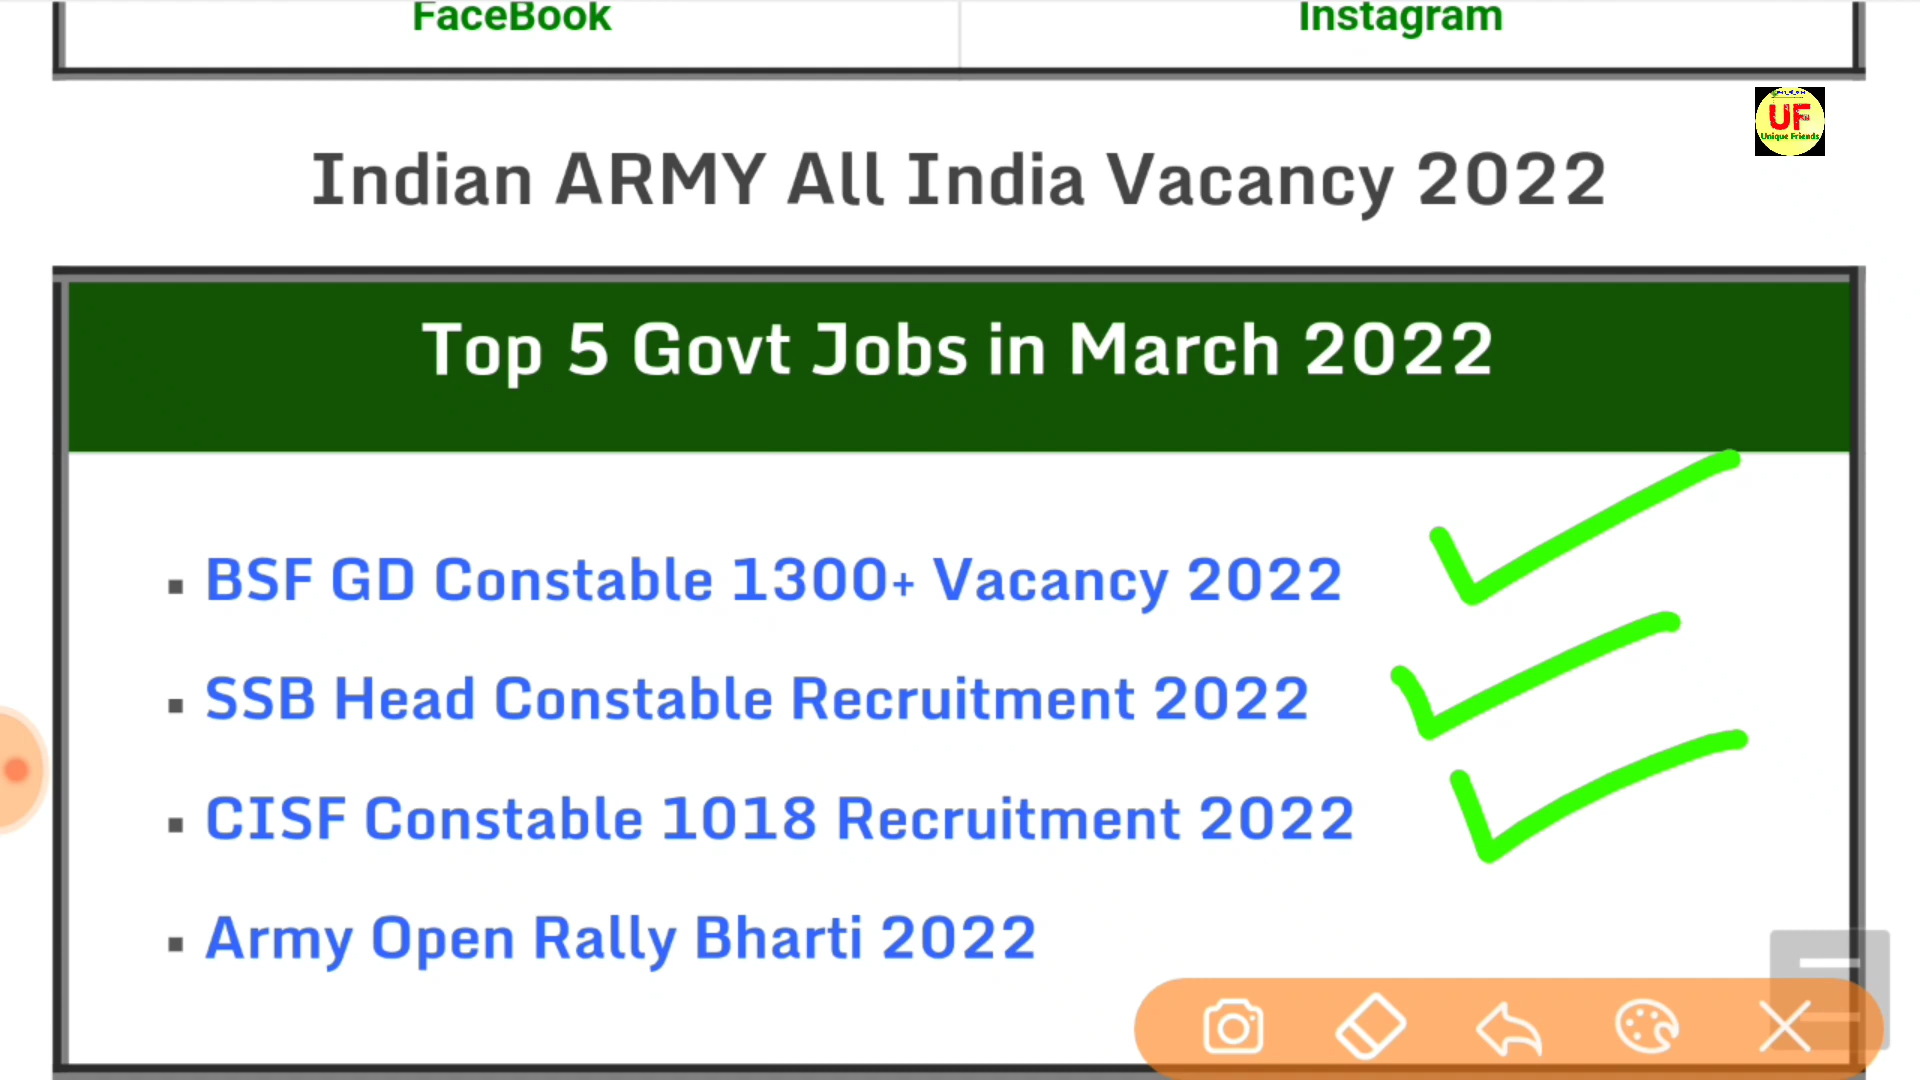 FaceBook
Instagram
UF
Unique Friends
Indian ARMY All India Vacancy 2022
Top 5 Govt Jobs in March 2022
BSF GD Constable 1300+ Vacancy 2022
SSB Head Constable Recruitment 2022
CISF Constable 1018 Recruitment 2022
Army Open Rally Bharti 2022